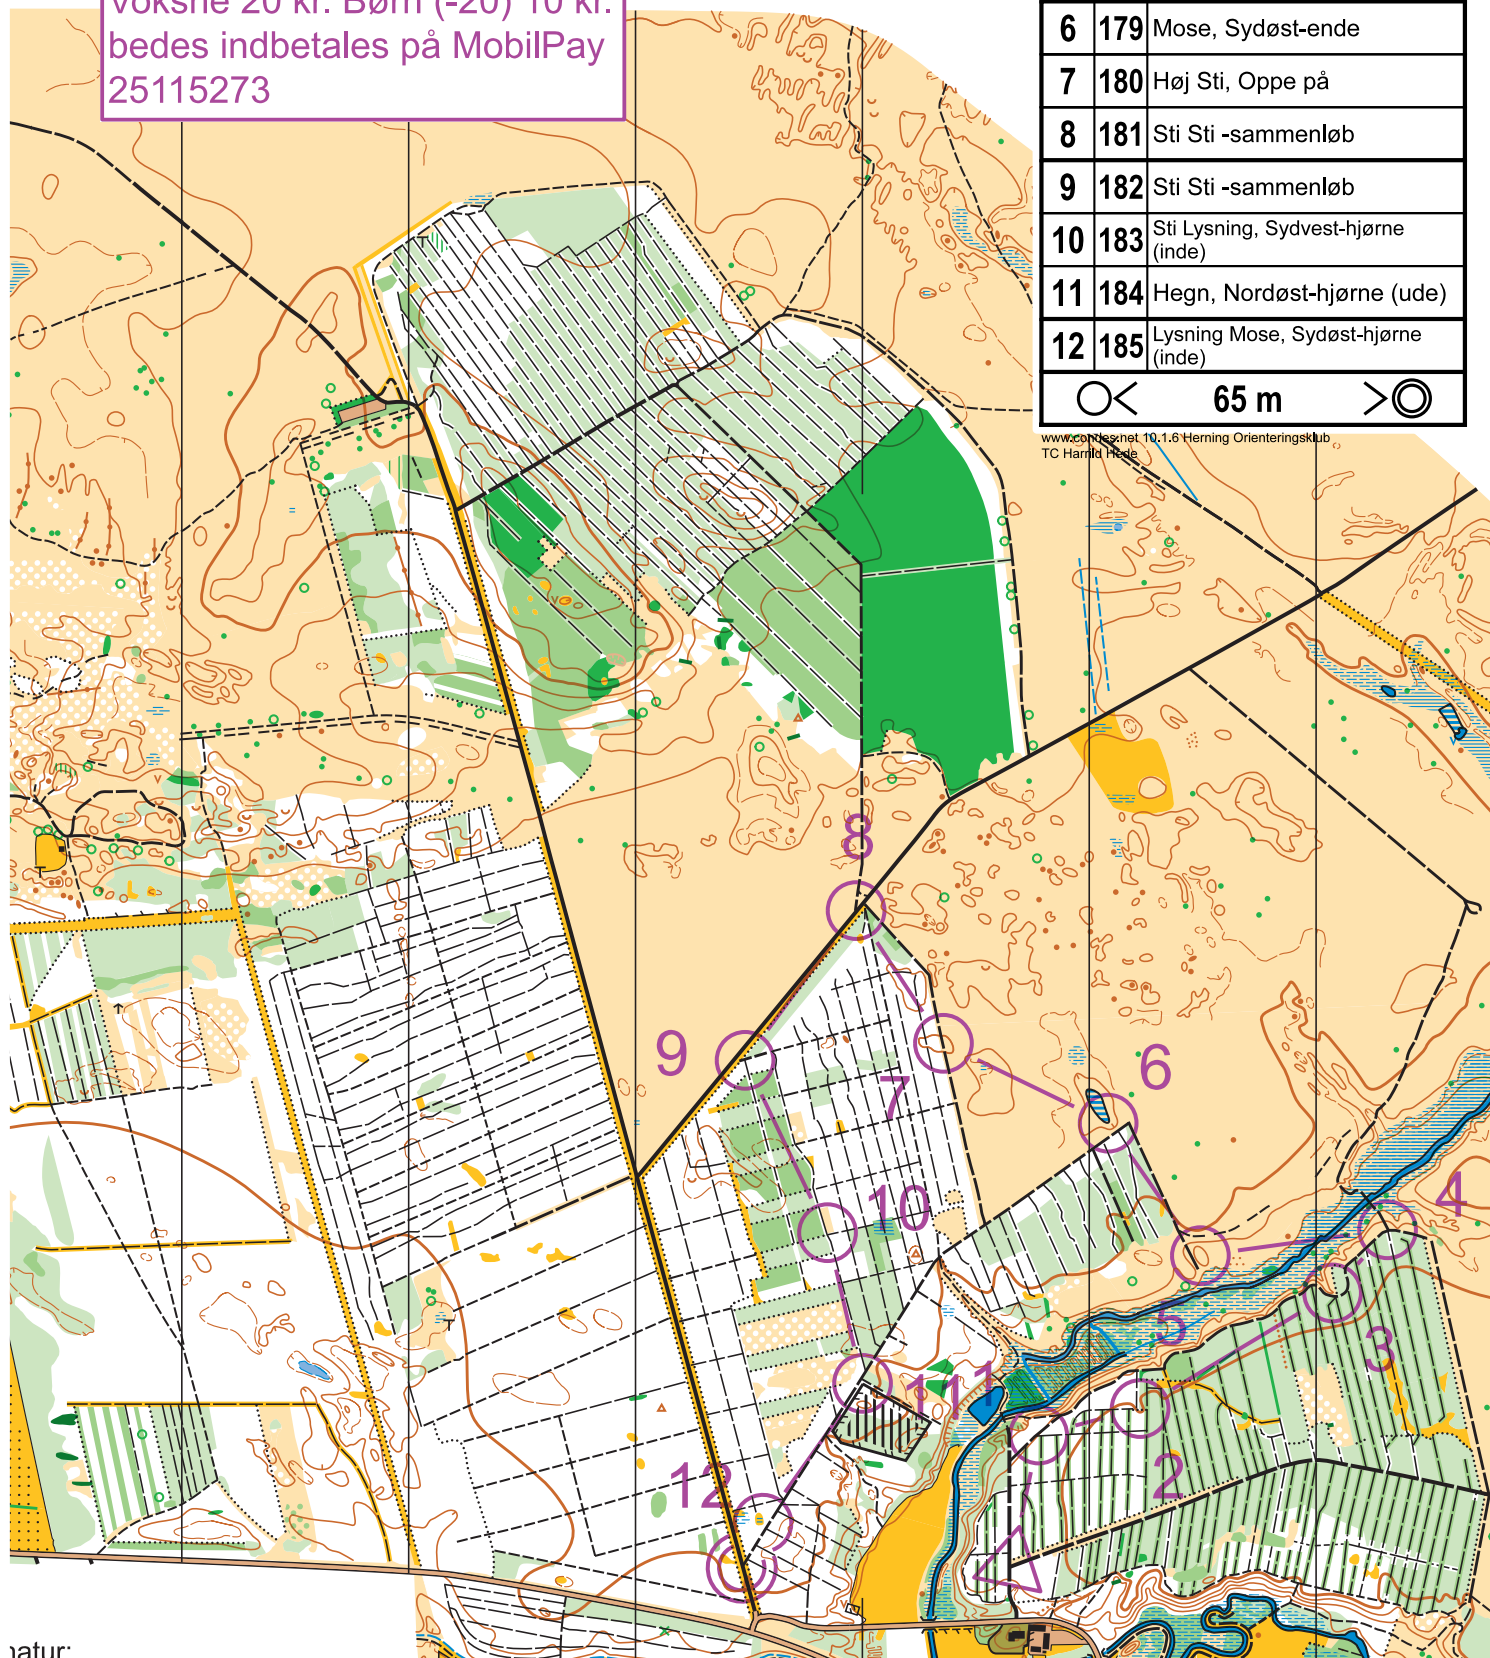 Voksne 20 kr. Børn (-20) 10 kr.
bedes indbetales på MobilPay
25115273
6 179 Mose, Sydøst-ende
7 180 Høj Sti, Oppe på
8 181 Sti Sti -sammenløb
9 182 Sti Sti -sammenløb
10 183 Sti Lysning, Sydvest-hjørne
(inde)
11 184 Hegn, Nordøst-hjørne (ude)
12 185 Lysning Mose, Sydøst-hjørne
(inde)
65 m
www.condes.net 10.1.6 Herning Orienteringsklub
TC Harrild Hede
8
9
7
6
10
4
5
3
11
1
2
12
natur: